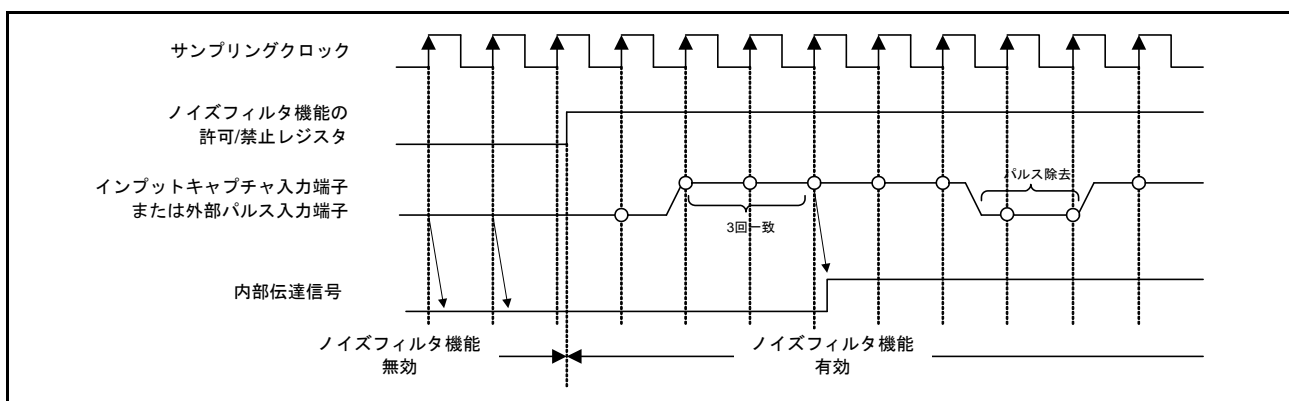 サンプリングクロック
ノイズフィルタ機能の
許可/禁止レジスタ
インプットキャプチャ入力端子
または外部パルス入力端子
パルス除去
3回一致
内部伝達信号
ノイズフィルタ機能
無効
ノイズフィルタ機能
有効